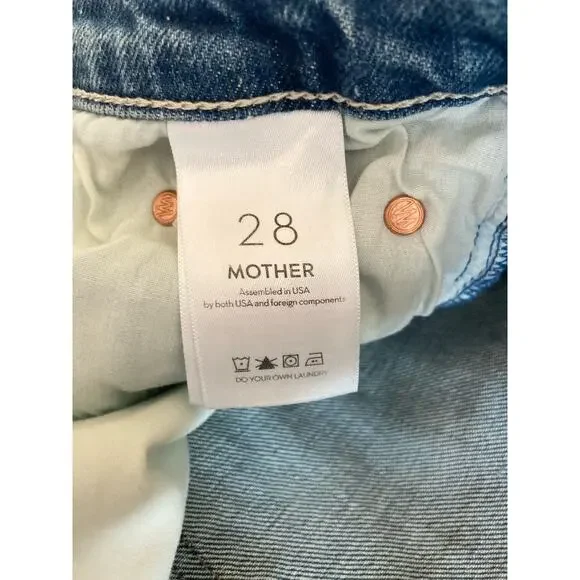 28
MOTHER
Assembled in USA
by both USA and foreign components
DO YOUR OWN LAUNDRY